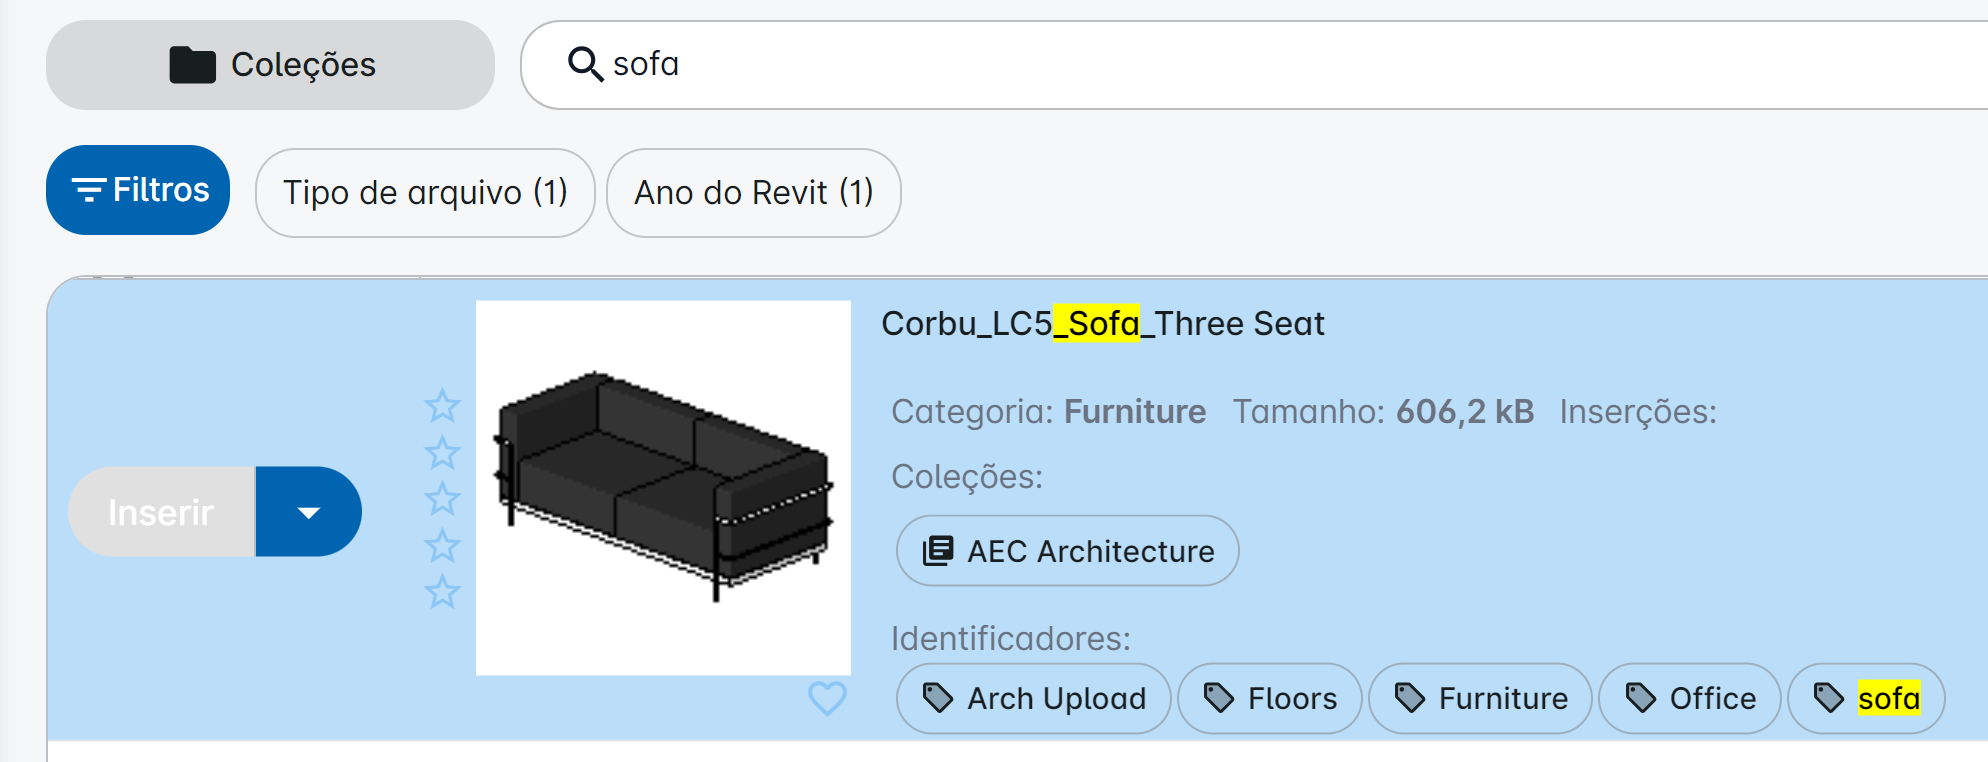 Coleções
sofa
Filtros
Tipo de arquivo (1)
Ano do Revit (1)
Corbu_LC5_Sofa_Three Seat
Categoria: Furniture Tamanho: 606,2 kB Inserções:
Coleções:
Inserir
AEC Architecture
Identificadores:
Arch Upload
Floors
Furniture
Office
sofa